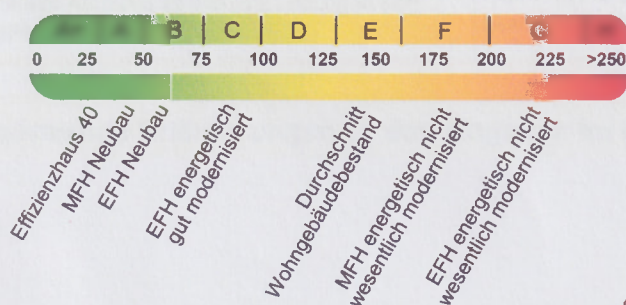 B C D E F G
0 25 50 75 100 125 150 175 200 225 >250
Effizienzhaus 40
MFH Neubau
EFH Neubau
EFH energetisch
gut modernisiert
Durchschnitt
Wohngebäudebestand
MFH energetisch nicht
wesentlich modernisiert
EFH energetisch nicht
wesentlich modernisiert